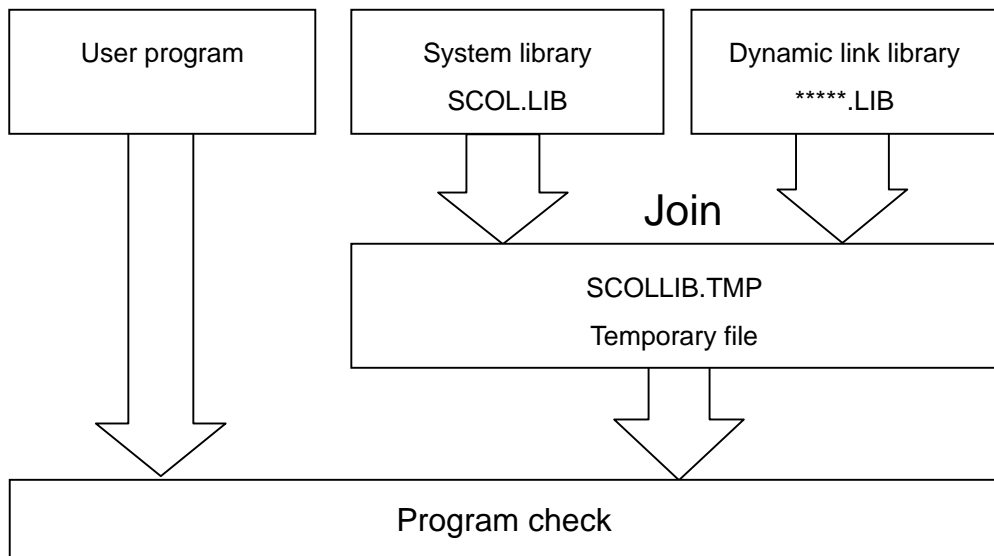 User program
System library
SCOL.LIB
Dynamic link library
*****.LIB
Join
SCOLLIB.TMP
Temporary file
Program check